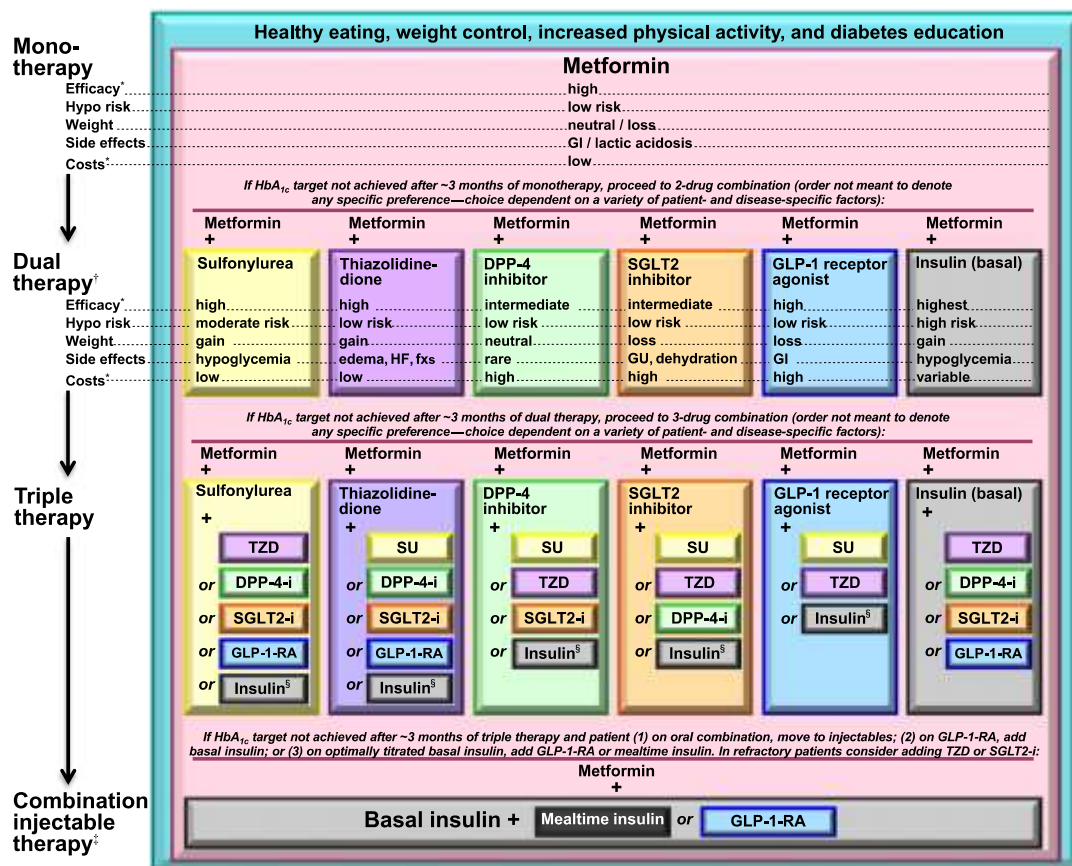 Healthy eating, weight control, increased physical activity, and diabetes education
Mono-
therapy
Metformin
Efficacy* high
Hypo risk low risk
Weight neutral / loss
Side effects GI / lactic acidosis
Costs* low
If HbA1c target not achieved after ~3 months of monotherapy, proceed to 2-drug combination (order not meant to denote
any specific preference—choice dependent on a variety of patient- and disease-specific factors):
Metformin Metformin Metformin Metformin Metformin Metformin
+ + + + + +
Dual
therapy†
Sulfonylurea Thiazolidine- DPP-4 SGLT2 GLP-1 receptor Insulin (basal)
dione inhibitor inhibitor agonist
Efficacy* high high intermediate intermediate high highest
Hypo risk moderate risk low risk low risk low risk low risk high risk
Weight gain gain neutral loss loss gain
Side effects hypoglycemia edema, HF, fxs rare GU, dehydration GI hypoglycemia
Costs* low low high high high variable
If HbA1c target not achieved after ~3 months of dual therapy, proceed to 3-drug combination (order not meant to denote
any specific preference—choice dependent on a variety of patient- and disease-specific factors):
Metformin Metformin Metformin Metformin Metformin Metformin
+ + + + + +
Triple
therapy
Sulfonylurea Thiazolidine- DPP-4 SGLT2 GLP-1 receptor Insulin (basal)
dione inhibitor inhibitor agonist
+ + + + + +
TZD SU SU SU SU TZD
or DPP-4-i or DPP-4-i or TZD or TZD or TZD or DPP-4-i
or SGLT2-i or SGLT2-i or SGLT2-i or DPP-4-i or Insulin§ or SGLT2-i
or GLP-1-RA or GLP-1-RA or Insulin§ or Insulin§ or GLP-1-RA
or Insulin§ or Insulin§
If HbA1c target not achieved after ~3 months of triple therapy and patient (1) on oral combination, move to injectables; (2) on GLP-1-RA, add
basal insulin; or (3) on optimally titrated basal insulin, add GLP-1-RA or mealtime insulin. In refractory patients consider adding TZD or SGLT2-i:
Metformin
+
Combination
injectable
therapy‡
Basal insulin + Mealtime insulin or GLP-1-RA